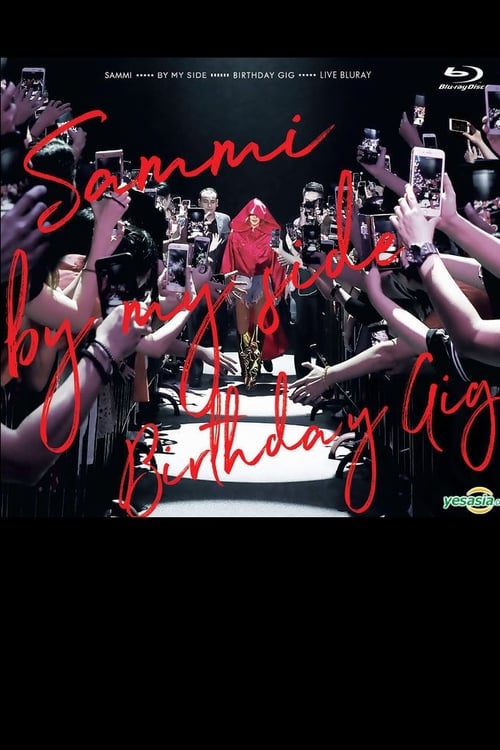 SAMMI ····· BY MY SIDE ······ BIRTHDAY GIG ····· LIVE BLURAY
Blu-ray Disc
Sammi
by my side
Birthday Gig
yesasia.c